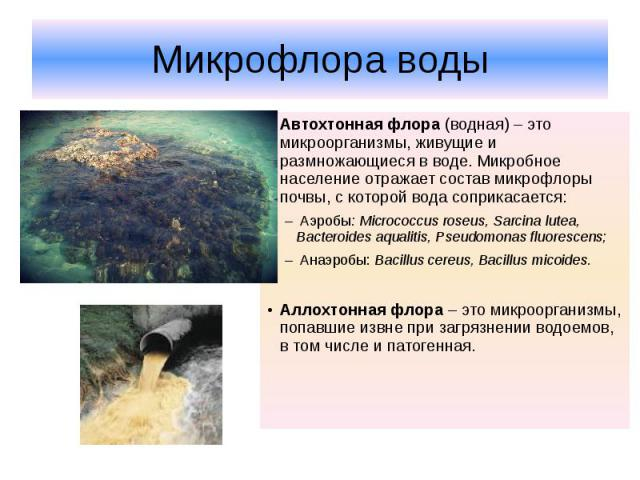 Микрофлора воды
Автохтонная флора (водная) – это
микроорганизмы, живущие и
размножающиеся в воде. Микробное
население отражает состав микрофлоры
почвы, с которой вода соприкасается:
– Аэробы: Micrococcus roseus, Sarcina lutea,
Bacteroides aqualitis, Pseudomonas fluorescens;
– Анаэробы: Bacillus cereus, Bacillus micoides.
• Аллохтонная флора – это микроорганизмы,
попавшие извне при загрязнении водоемов,
в том числе и патогенная.